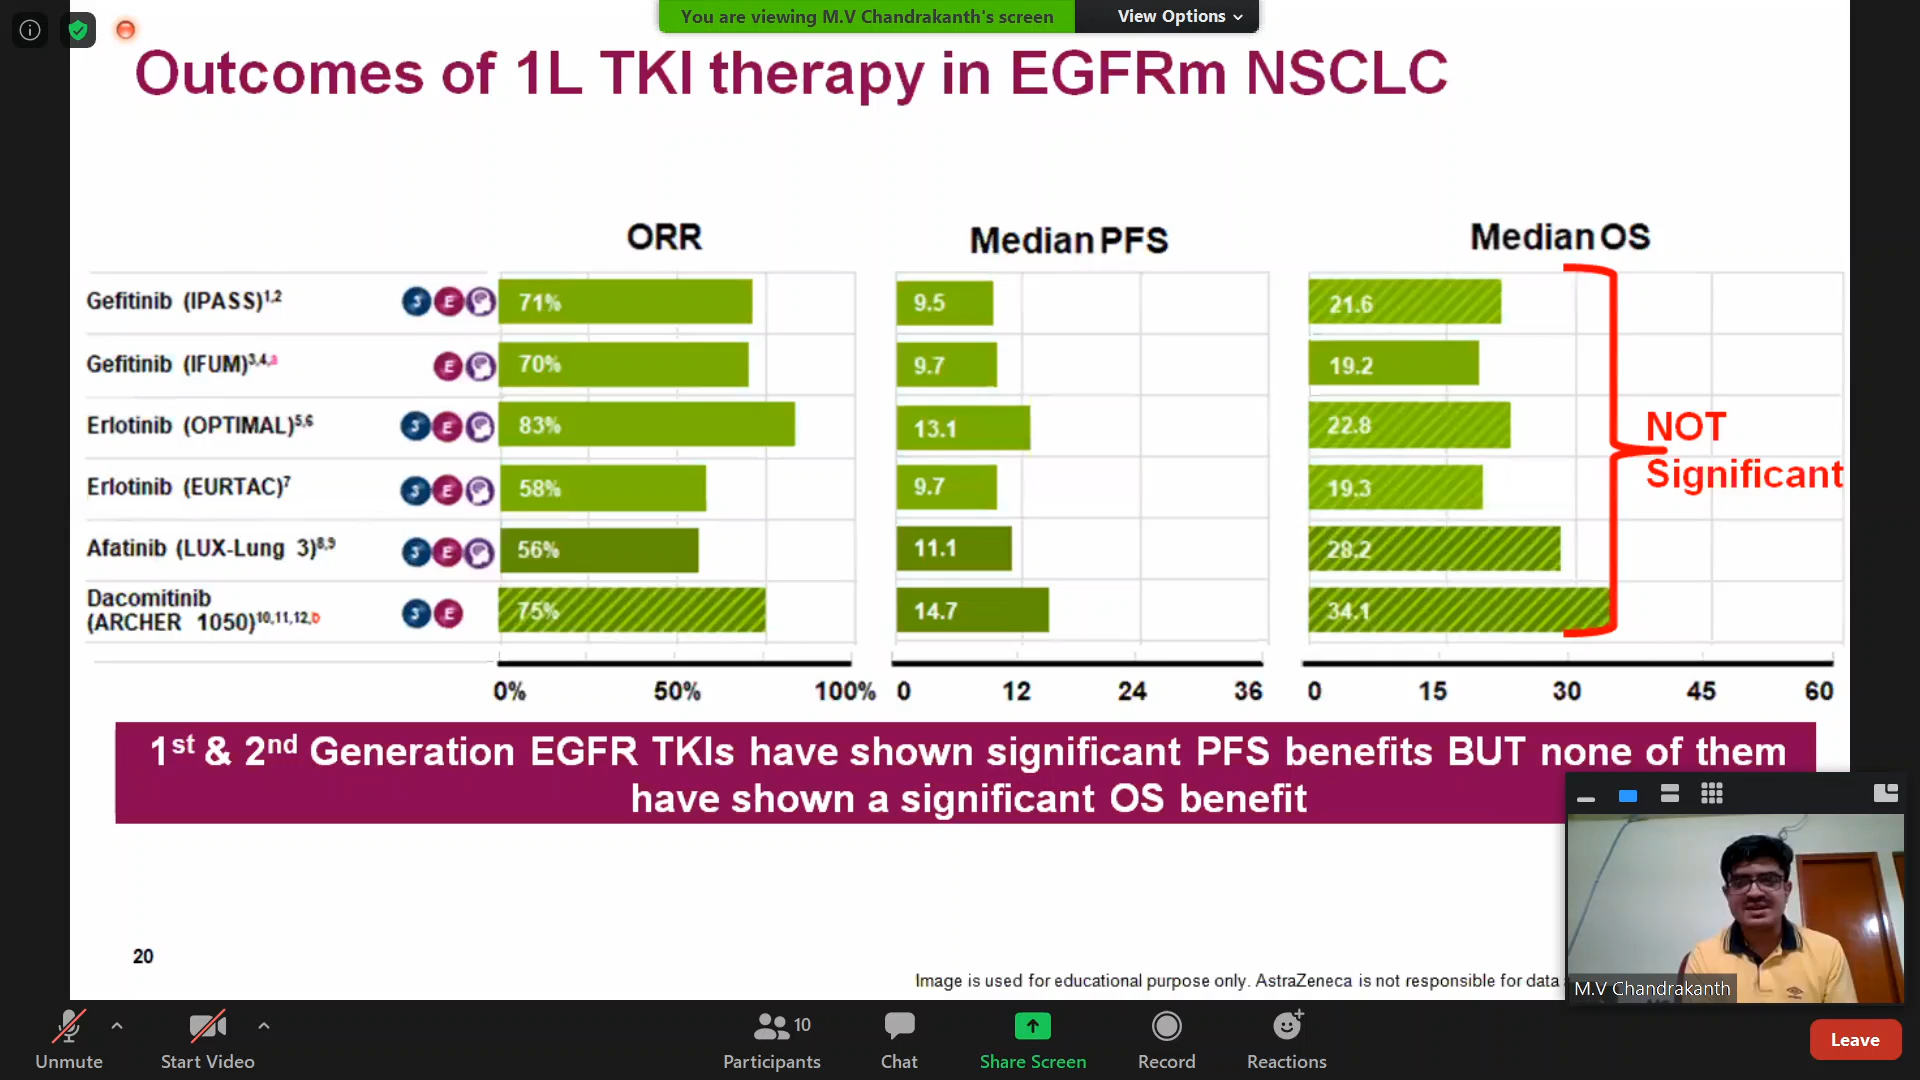 You are viewing M.V Chandrakanth's screen
View Options
Outcomes of 1L TKI therapy in EGFRm NSCLC
ORR
Median PFS
Median OS
Gefitinib (IPASS)1,2 3 E 71% 9.5 21.6
Gefitinib (IFUM)3,4,a E 70% 9.7 19.2
Erlotinib (OPTIMAL)5,6 3 E 83% 13.1 22.8
NOT
Significant
Erlotinib (EURTAC)7 3 E 58% 9.7 19.3
Afatinib (LUX-Lung 3)8,9 3 E 56% 11.1 28.2
Dacomitinib
(ARCHER 1050)10,11,12,b 3 E 75% 14.7 34.1
0% 50% 100% 0 12 24 36 0 15 30 45 60
1st & 2nd Generation EGFR TKIs have shown significant PFS benefits BUT none of them
have shown a significant OS benefit
20
Image is used for educational purpose only. AstraZeneca is not responsible for data
M.V Chandrakanth
Unmute
Start Video
10
Participants
Chat
Share Screen
Record
Reactions
Leave